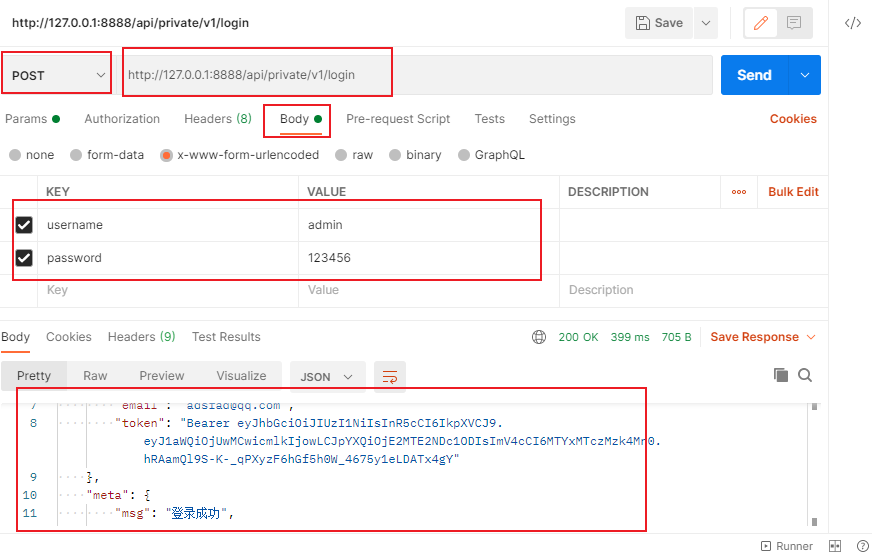 http://127.0.0.1:8888/api/private/v1/login
Save
POST
http://127.0.0.1:8888/api/private/v1/login
Send
Params Authorization Headers (8) Body Pre-request Script Tests Settings Cookies
none form-data x-www-form-urlencoded raw binary GraphQL
KEY VALUE DESCRIPTION Bulk Edit
username admin
password 123456
Key Value Description
Body Cookies Headers (9) Test Results 200 OK 399 ms 705 B Save Response
Pretty Raw Preview Visualize JSON
7 "email": "adsfad@qq.com",
8 "token": "Bearer eyJhbGciOiJIUzI1NiIsInR5cCI6IkpXVCJ9.
eyJ1aWQiOjUwMCwicmlkIjowLCJpYXQiOjE2MTE2NDc1ODIsImV4cCI6MTYxMTczMzk4Mn0.
hRAamQl9S-K-_qPXyzF6hGf5h0W_4675y1eLDATx4gY"
9 },
10 "meta": {
11 "msg": "登录成功",
Runner